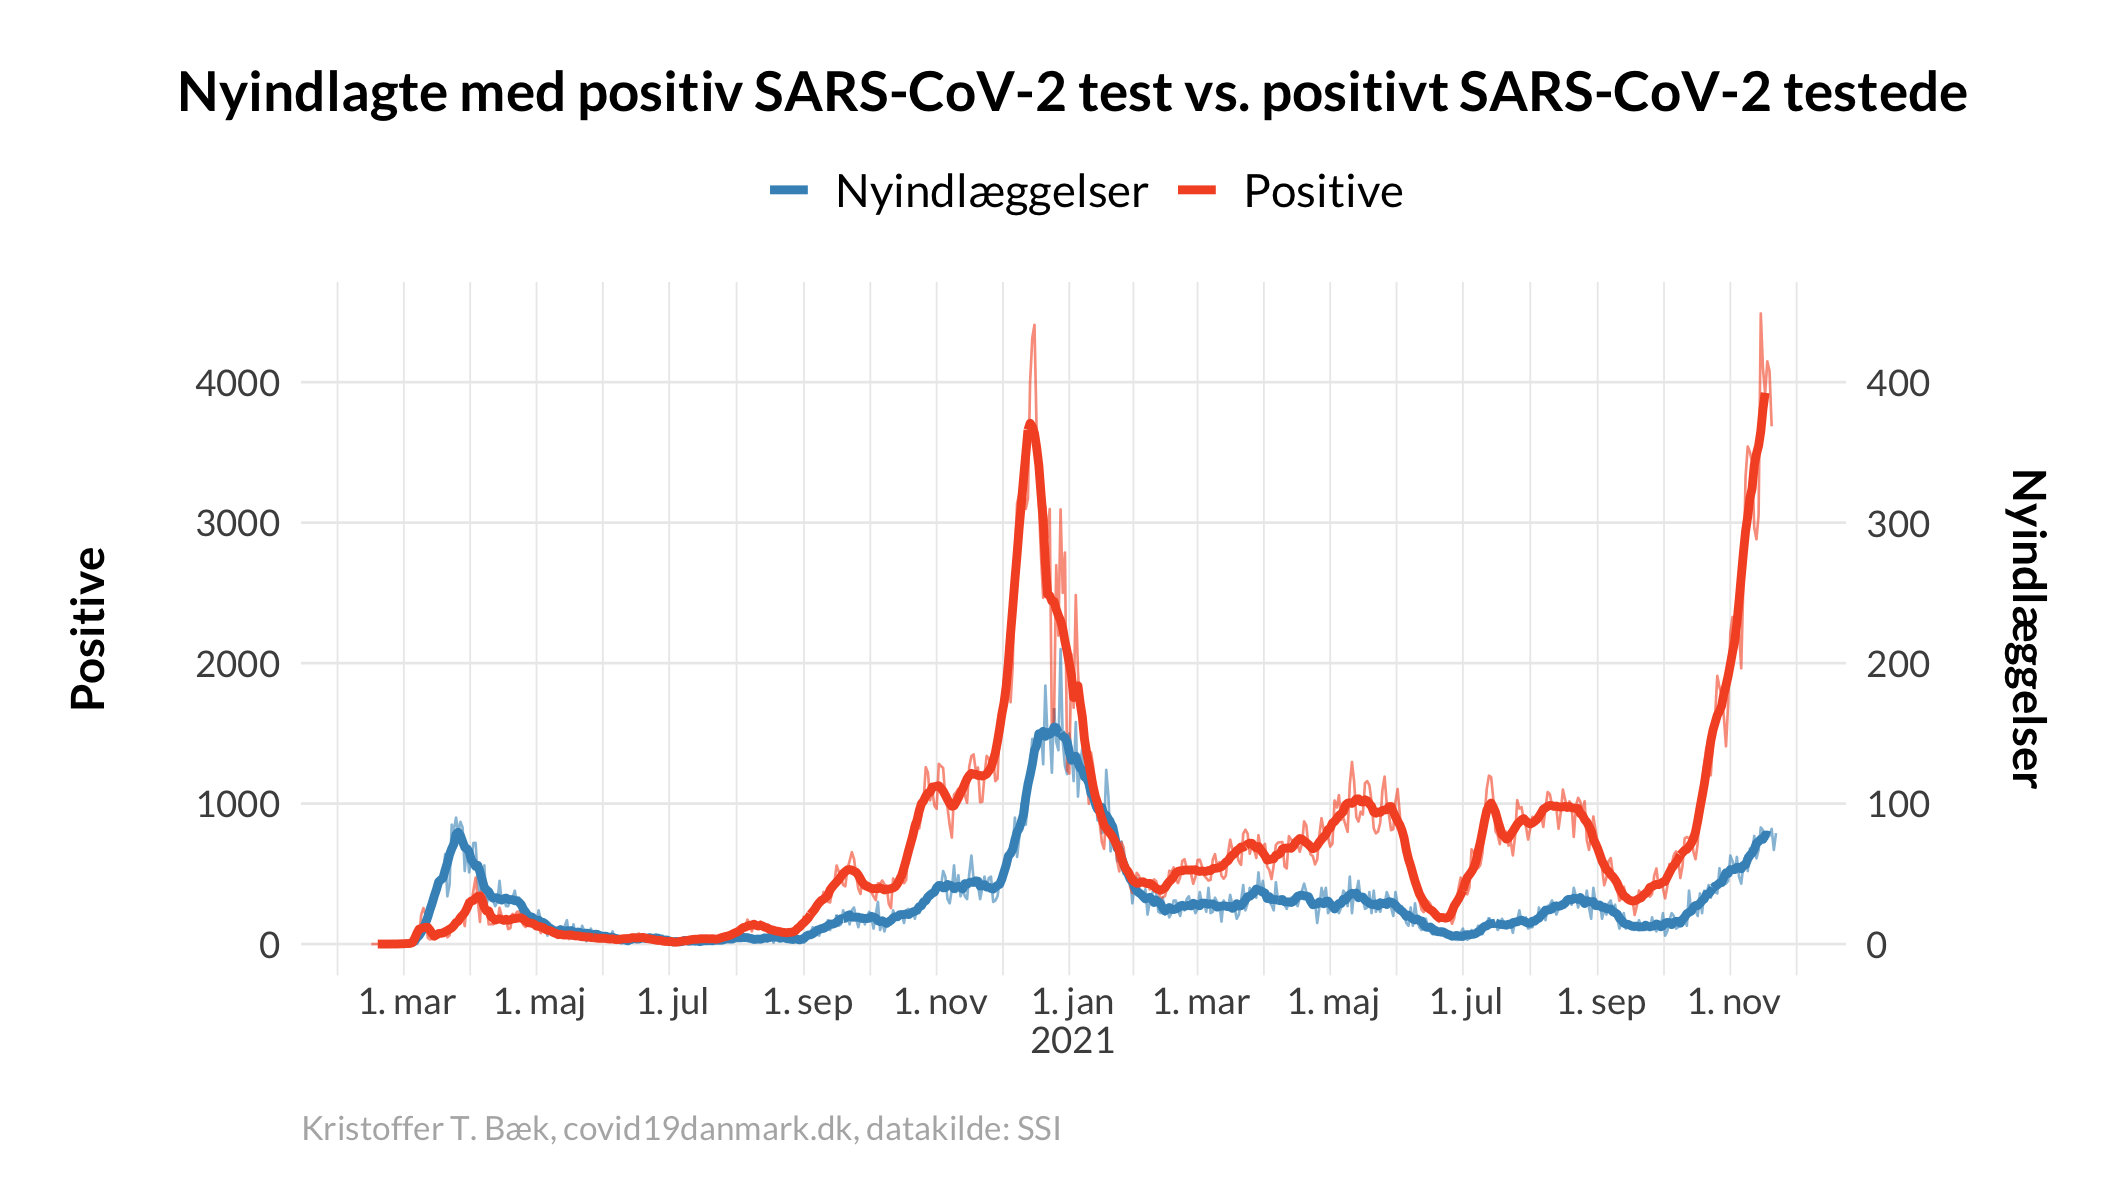 Nyindlagte med positiv SARS-CoV-2 test vs. positivt SARS-CoV-2 testede
Nyindlæggelser Positive
Positive
4000
3000
2000
1000
0
400
300
200
100
0
Nyindlæggelser
1. mar 1. maj 1. jul 1. sep 1. nov 1. jan 1. mar 1. maj 1. jul 1. sep 1. nov
2021
Kristoffer T. Bæk, covid19danmark.dk, datakilde: SSI